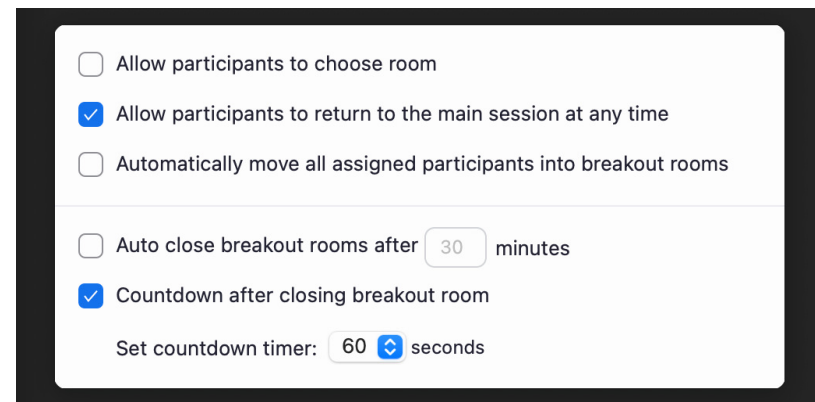 Allow participants to choose room
Allow participants to return to the main session at any time
Automatically move all assigned participants into breakout rooms
Auto close breakout rooms after 30 minutes
Countdown after closing breakout room
Set countdown timer: 60 seconds